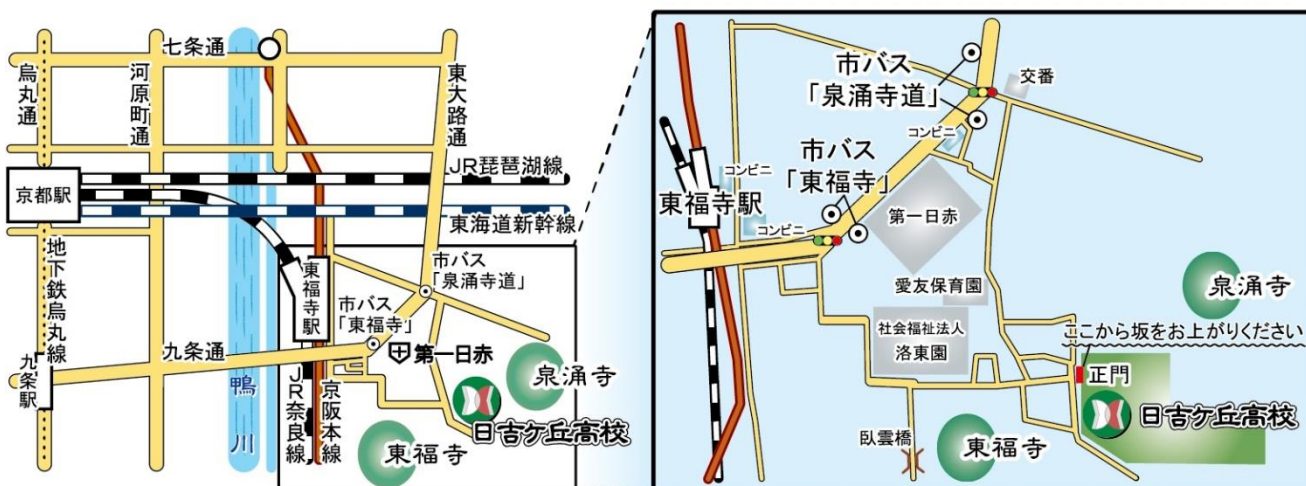 七条通
烏丸通
河原町通
東大路通
JR琵琶湖線
京都駅
東海道新幹線
地下鉄烏丸線
東福寺駅
市バス
「泉涌寺道」
市バス
「東福寺」
九条通
九条駅
第一日赤
鴨川
JR奈良線
京阪本線
泉涌寺
日吉ケ丘高校
東福寺
市バス
「泉涌寺道」
交番
コンビニ
市バス
「東福寺」
コンビニ
東福寺駅
第一日赤
コンビニ
愛友保育園
泉涌寺
社会福祉法人
洛東園
ここから坂をお上がりください
正門
日吉ケ丘高校
臥雲橋
東福寺